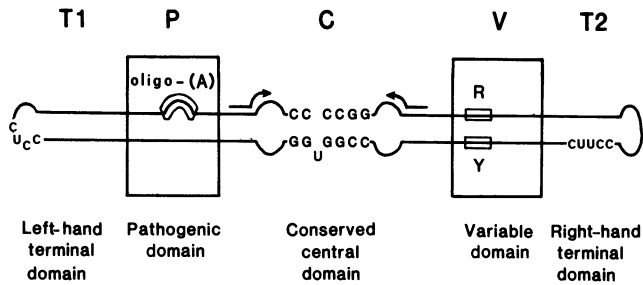 T1 P C V T2
oligo-(A)
R
CC CCGG
C
U C C
GG U GGCC
CUUCC
Y
Left-hand terminal domain
Pathogenic domain
Conserved central domain
Variable domain
Right-hand terminal domain